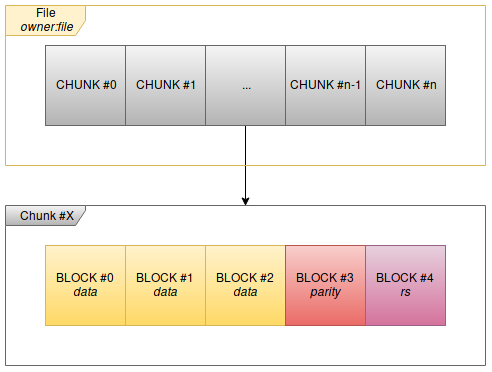 File
owner:file
CHUNK #0
CHUNK #1
...
CHUNK #n-1
CHUNK #n
Chunk #X
BLOCK #0
data
BLOCK #1
data
BLOCK #2
data
BLOCK #3
parity
BLOCK #4
rs